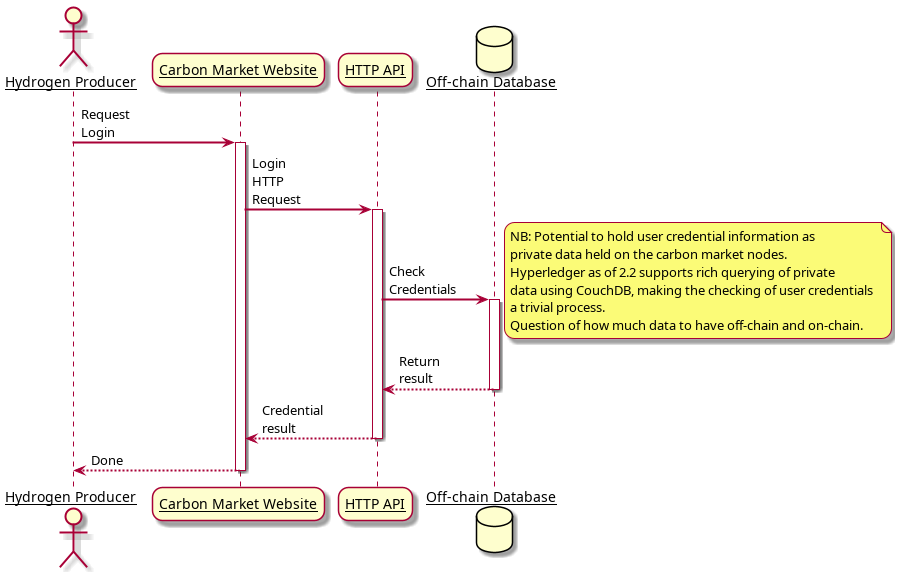 Hydrogen Producer
Carbon Market Website
HTTP API
Off-chain Database
Request
Login
Login
HTTP
Request
NB: Potential to hold user credential information as
private data held on the carbon market nodes.
Hyperledger as of 2.2 supports rich querying of private
data using CouchDB, making the checking of user credentials
a trivial process.
Question of how much data to have off-chain and on-chain.
Check
Credentials
Return
result
Credential
result
Done
Hydrogen Producer
Carbon Market Website
HTTP API
Off-chain Database